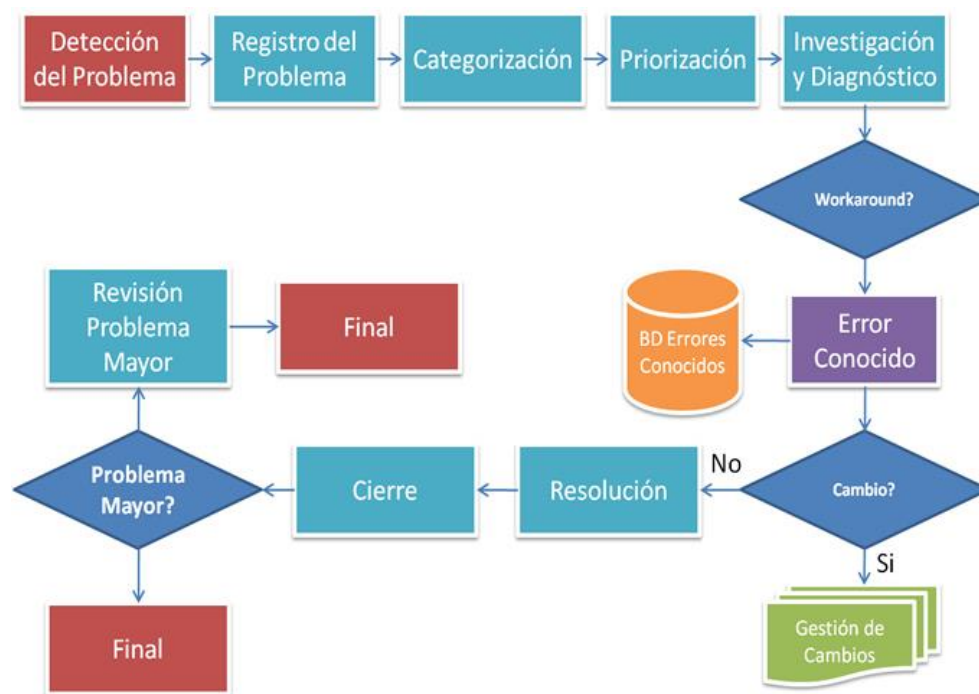 Detección
del Problema
Registro del
Problema
Categorización
Priorización
Investigación
y Diagnóstico
Workaround?
Revisión
Problema
Mayor
Final
BD Errores
Conocidos
Error
Conocido
Problema
Mayor?
Cierre
Resolución
No
Cambio?
Si
Final
Gestión de
Cambios